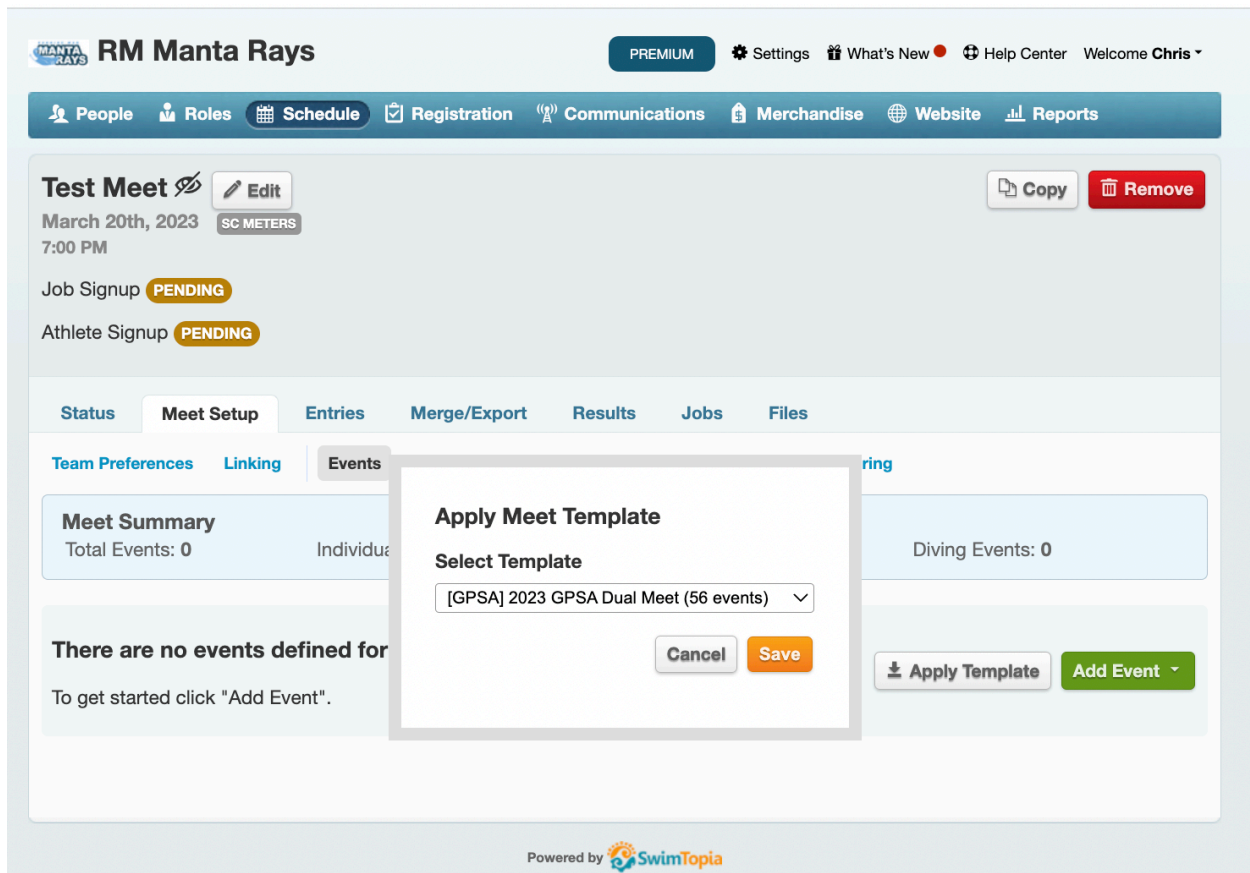 MANTA RAYS
RM Manta Rays
PREMIUM
Settings
What's New
Help Center
Welcome Chris
People
Roles
Schedule
Registration
Communications
Merchandise
Website
Reports
Test Meet
Edit
Copy
Remove
March 20th, 2023
SC METERS
7:00 PM
Job Signup PENDING
Athlete Signup PENDING
Status
Meet Setup
Entries
Merge/Export
Results
Jobs
Files
Team Preferences
Linking
Events
ring
Meet Summary
Total Events: 0
Individua
Diving Events: 0
Apply Meet Template
Select Template
[GPSA] 2023 GPSA Dual Meet (56 events)
Cancel
Save
There are no events defined for
To get started click "Add Event".
Apply Template
Add Event
Powered by SwimTopia